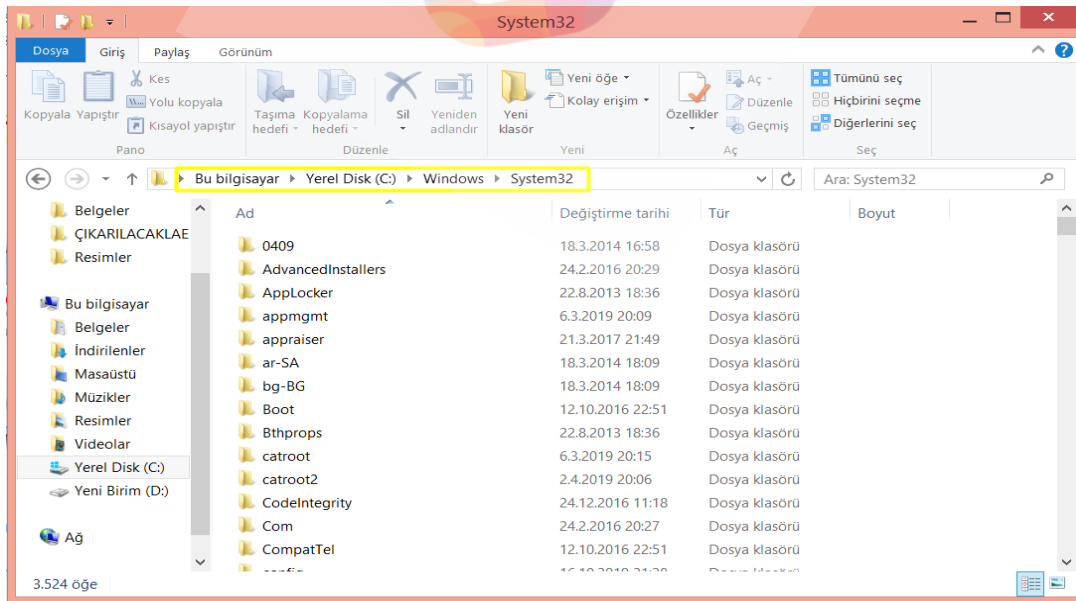 System32
Dosya Giriş Paylaş Görünüm
Kopyala Yapıştır Kes Yolu kopyala Kısayol yapıştır
Taşıma hedefi Kopyalama hedefi Sil Yeniden adlandır
Yeni klasör Yeni öğe Kolay erişim
Özellikler Aç Düzenle Geçmiş
Tümünü seç Hiçbirini seçme Diğerlerini seç
Pano Düzenle Yeni Aç Seç
Bu bilgisayar Yerel Disk (C:) Windows System32
Ara: System32
Belgeler
ÇIKARILACAKLAE
Resimler
Bu bilgisayar
Belgeler
İndirilenler
Masaüstü
Müzikler
Resimler
Videolar
Yerel Disk (C:)
Yeni Birim (D:)
Ağ
Ad Değiştirme tarihi Tür Boyut
0409 18.3.2014 16:58 Dosya klasörü
AdvancedInstallers 24.2.2016 20:29 Dosya klasörü
AppLocker 22.8.2013 18:36 Dosya klasörü
appmgmt 6.3.2019 20:09 Dosya klasörü
appraiser 21.3.2017 21:49 Dosya klasörü
ar-SA 18.3.2014 18:09 Dosya klasörü
bg-BG 18.3.2014 18:09 Dosya klasörü
Boot 12.10.2016 22:51 Dosya klasörü
Bthprops 22.8.2013 18:36 Dosya klasörü
catroot 6.3.2019 20:15 Dosya klasörü
catroot2 2.4.2019 20:06 Dosya klasörü
CodeIntegrity 24.12.2016 11:18 Dosya klasörü
Com 24.2.2016 20:27 Dosya klasörü
CompatTel 12.10.2016 22:51 Dosya klasörü
3.524 öğe